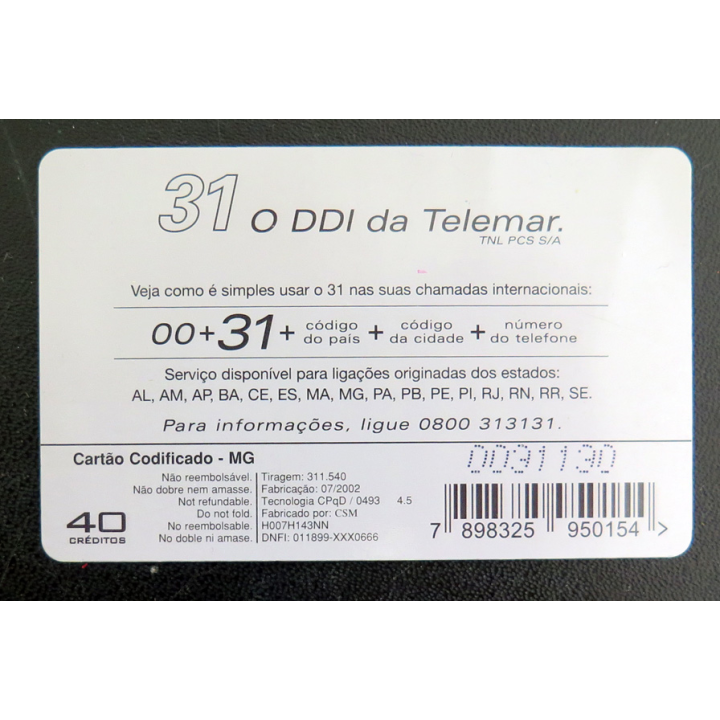 31 O DDI da Telemar.
TNL PCS S/A
Veja como é simples usar o 31 nas suas chamadas internacionais:
00+31+ código do país + código da cidade + número do telefone
Serviço disponível para ligações originadas dos estados:
AL, AM, AP, BA, CE, ES, MA, MG, PA, PB, PE, PI, RJ, RN, RR, SE.
Para informações, ligue 0800 313131.
Cartão Codificado - MG
0031130
Não reembolsável.
Não dobre nem amasse.
Not refundable.
Do not fold.
No reembolsable.
No doble ni amase.
Tiragem: 311.540
Fabricação: 07/2002
Tecnologia CPqD / 0493 4.5
Fabricado por: CSM
H007H143NN
DNFI: 011899-XXX0666
40
CRÉDITOS
7 898325 950154 >